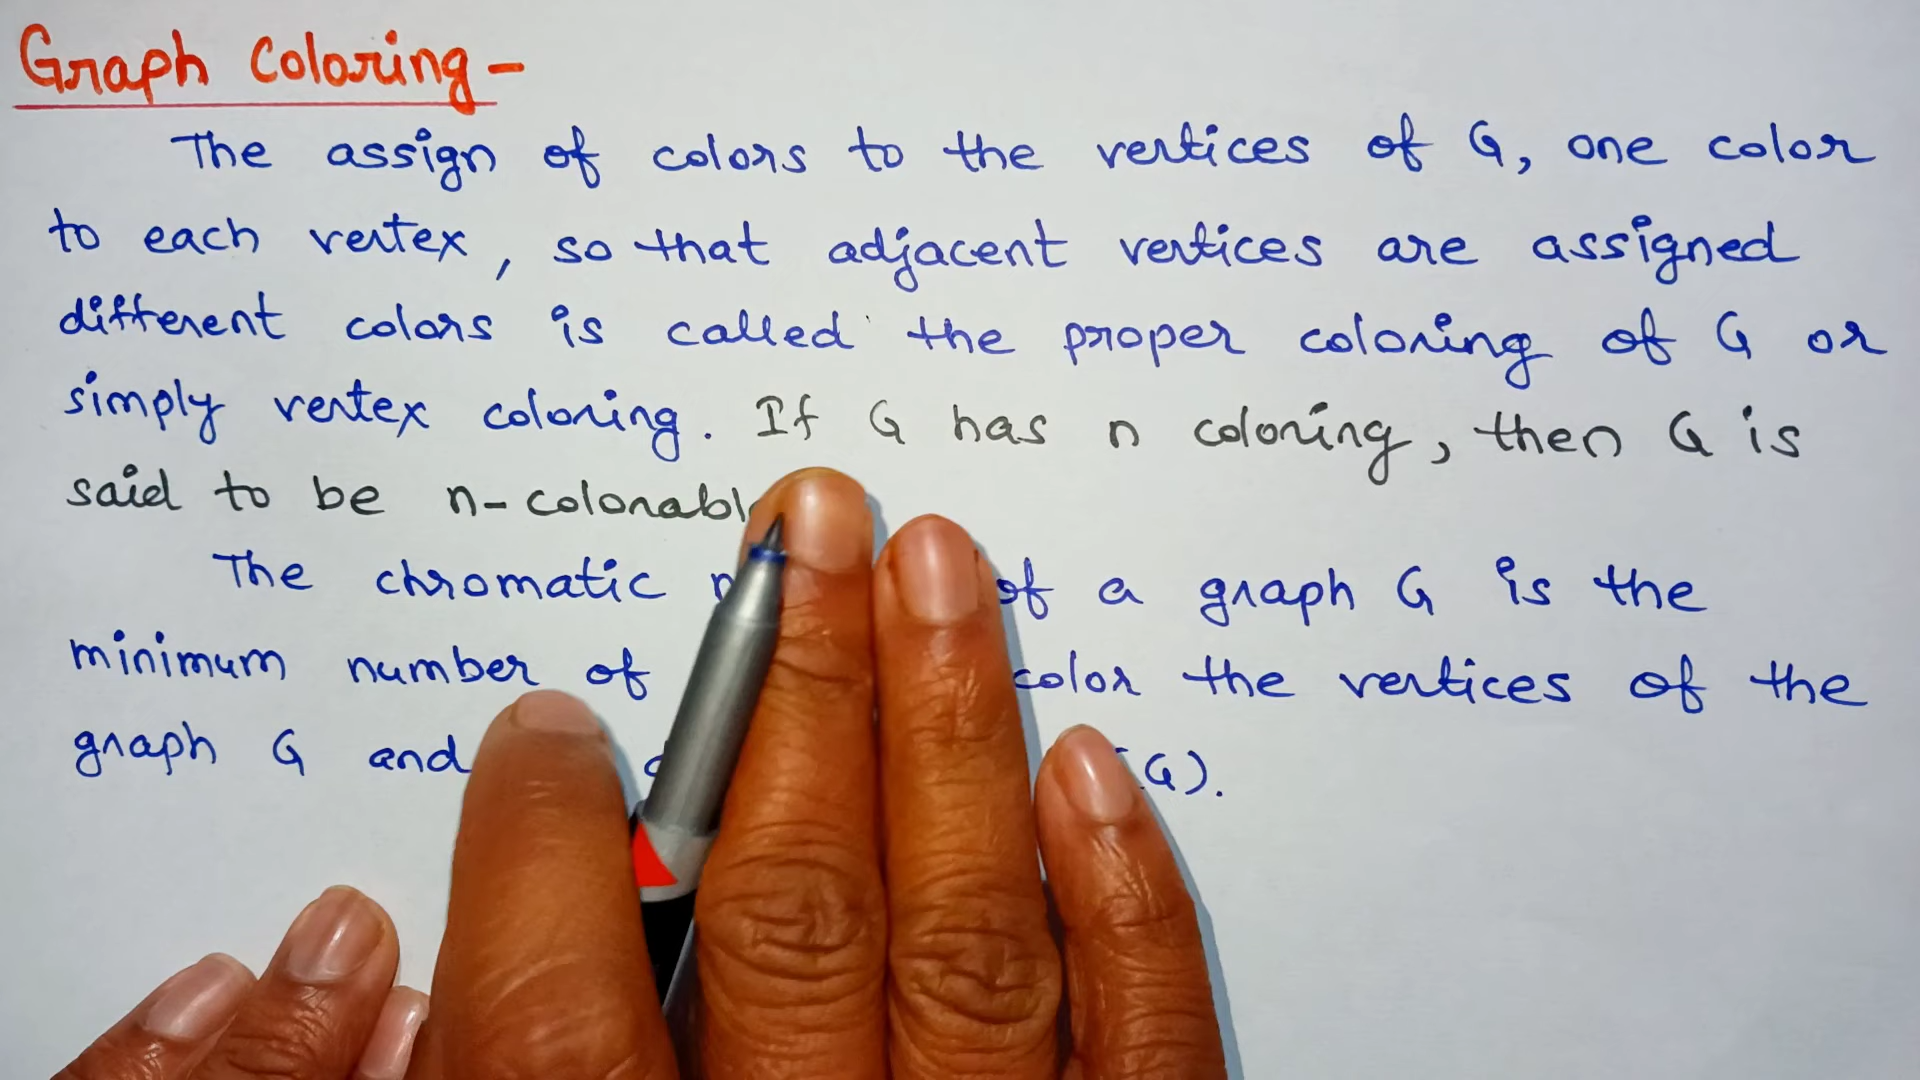 Graph Coloring -
The assign of colors to the vertices of G, one color
to each vertex, so that adjacent vertices are assigned
different colors is called the proper coloring of G or
simply vertex coloring. If G has n coloring, then G is
said to be n-colorabl
The chromatic of a graph G is the
minimum number of color the vertices of the
graph G and (G).